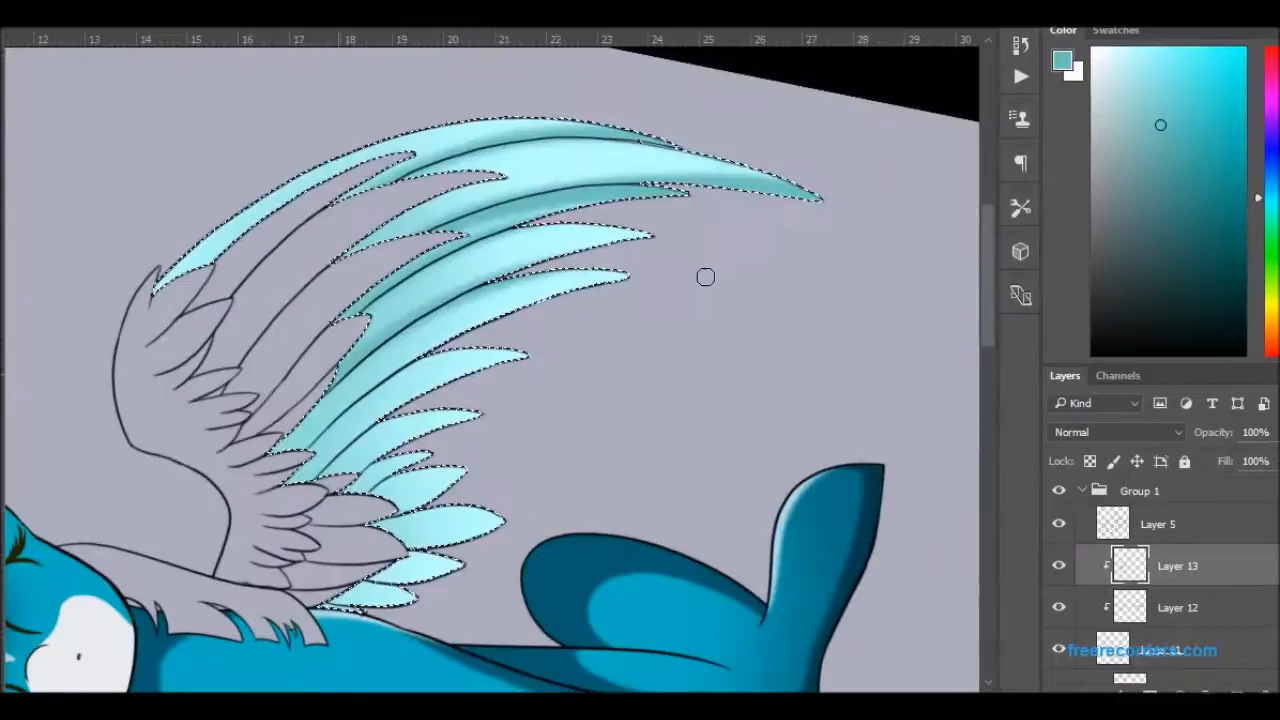 12 13 14 15 16 17 18 19 20 21 22 23 24 25 26 27 28 29 30
Color Swatches
Layers Channels
Kind
Normal Opacity: 100%
Lock: Fill: 100%
Group 1
Layer 5
Layer 13
Layer 12
freerecorders.com